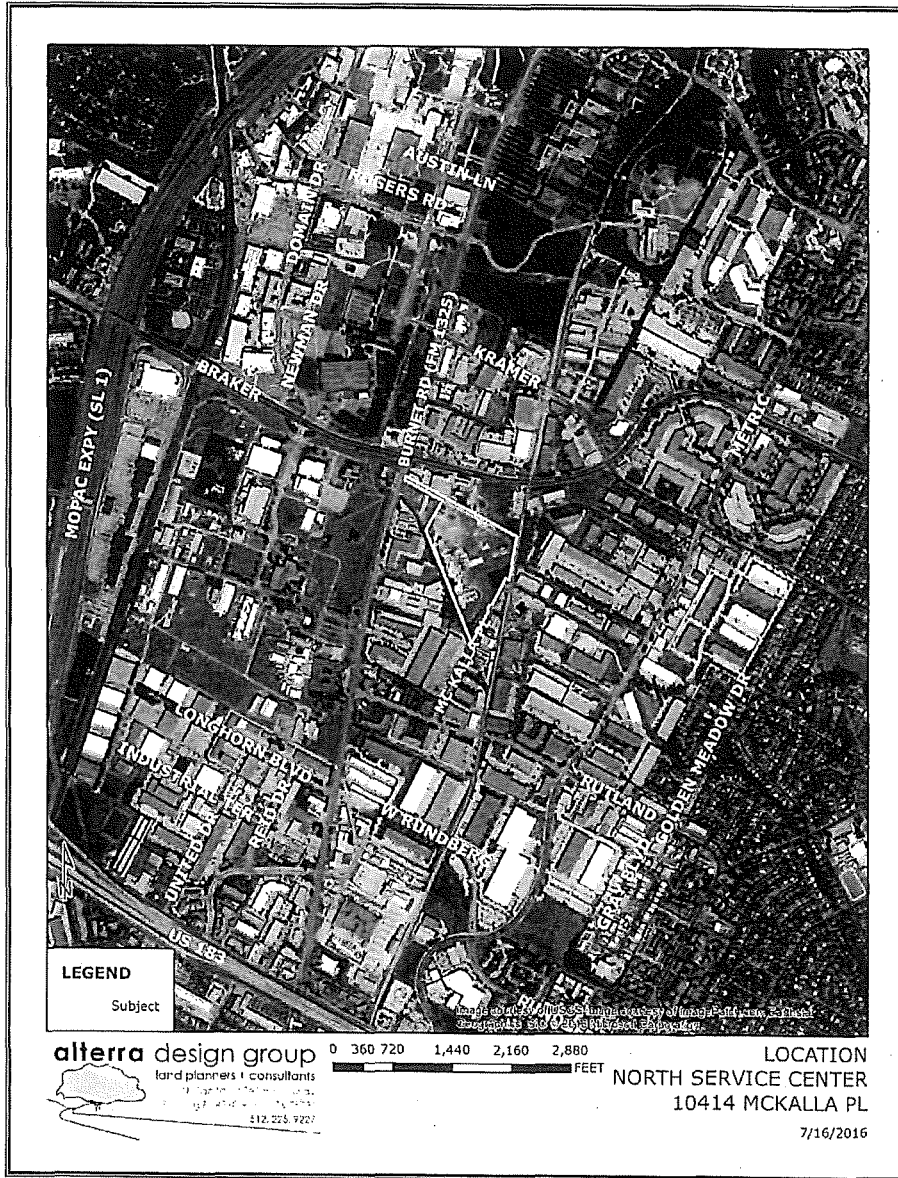 AUSTIN LN
ROGERS RD
DOMAIN DR
NEWMAN DR
BURNET RD (FM 1325)
KRAMER
BRAKER
METRIC
MOPAC EXPY (SL 1)
MCKALLA
LONGHORN BLVD
INDUSTRIAL TER
UNITED DR
REYO DR
W RUNDBERG
RUTLAND
GOLDEN MEADOW DR
GRAY BLVD
US 183
LEGEND
Subject
alterra design group
land planners & consultants
512.225.9227
0 360 720 1,440 2,160 2,880
FEET
LOCATION
NORTH SERVICE CENTER
10414 MCKALLA PL
7/16/2016